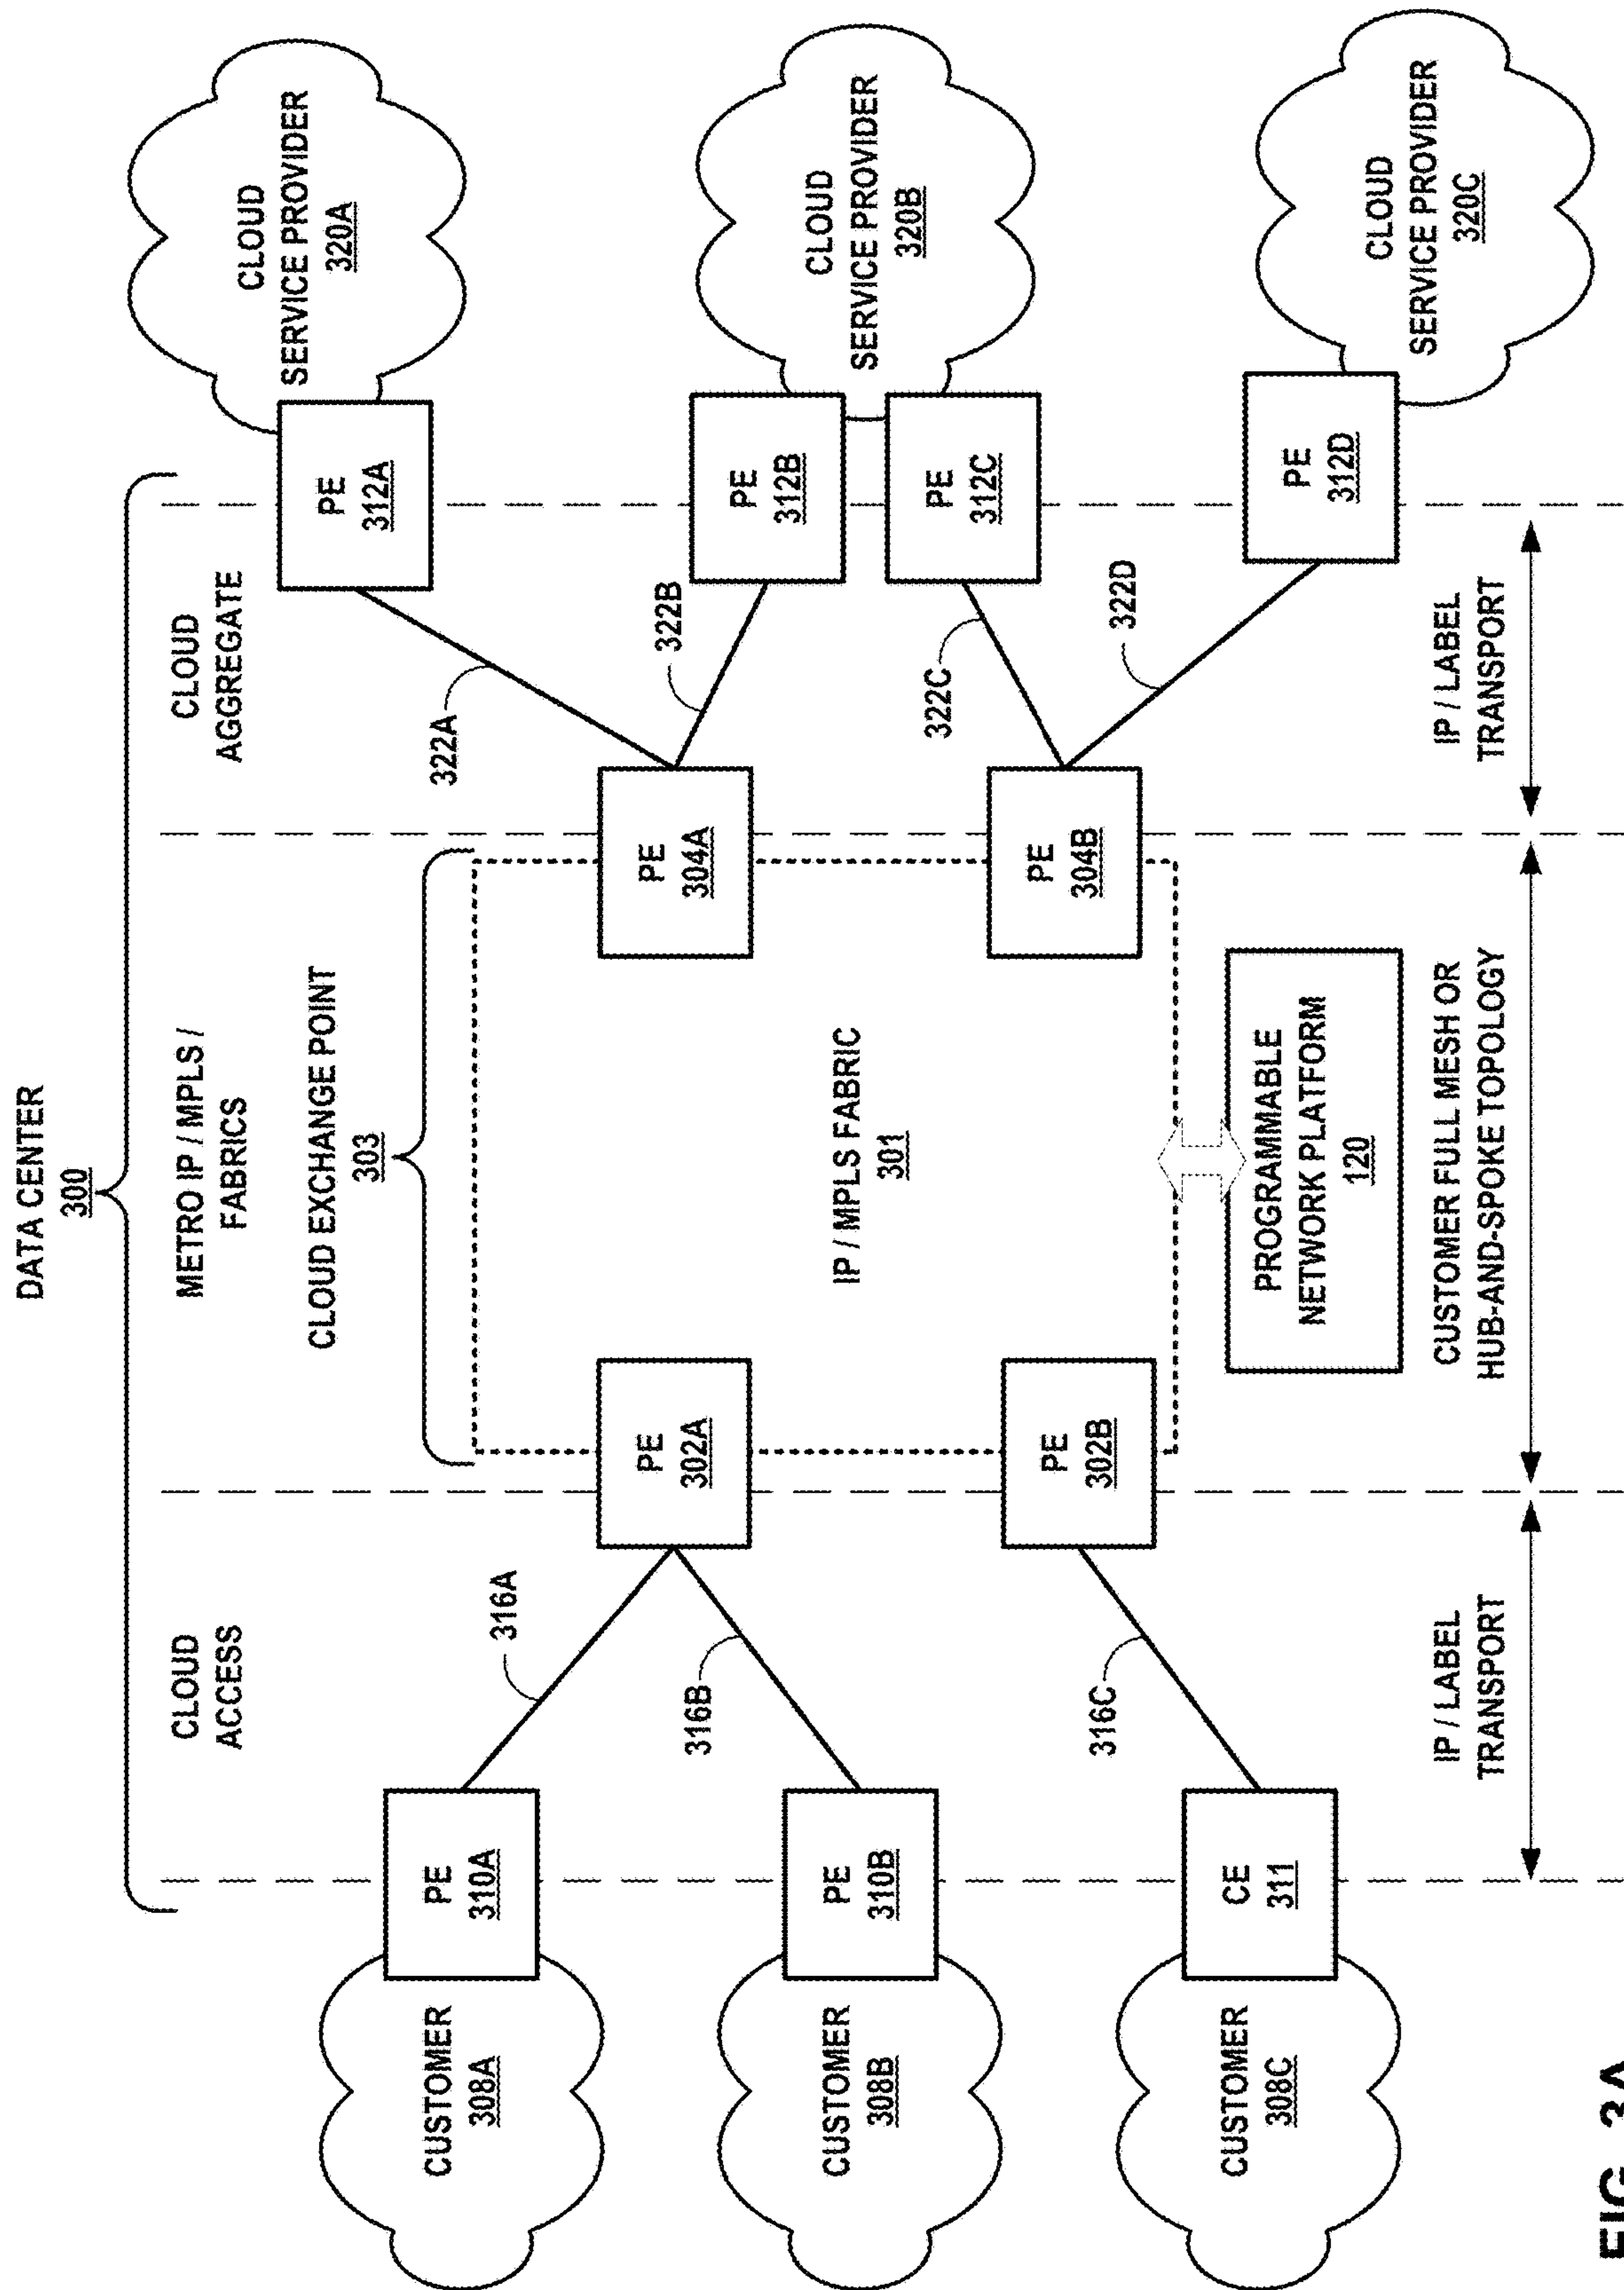 DATA CENTER
300
CLOUD
ACCESS
METRO IP / MPLS /
FABRICS
CLOUD
AGGREGATE
CLOUD EXCHANGE POINT
303
CUSTOMER
308A
PE
310A
316A
PE
302A
PE
304A
322A
PE
312A
CLOUD
SERVICE PROVIDER
320A
CUSTOMER
308B
PE
310B
316B
IP / MPLS FABRIC
301
322B
PE
312B
CLOUD
SERVICE PROVIDER
320B
PE
312C
322C
CUSTOMER
308C
CE
311
316C
PE
302B
PE
304B
322D
PE
312D
CLOUD
SERVICE PROVIDER
320C
PROGRAMMABLE
NETWORK PLATFORM
120
IP / LABEL
TRANSPORT
CUSTOMER FULL MESH OR
HUB-AND-SPOKE TOPOLOGY
IP / LABEL
TRANSPORT
FIG. 3A